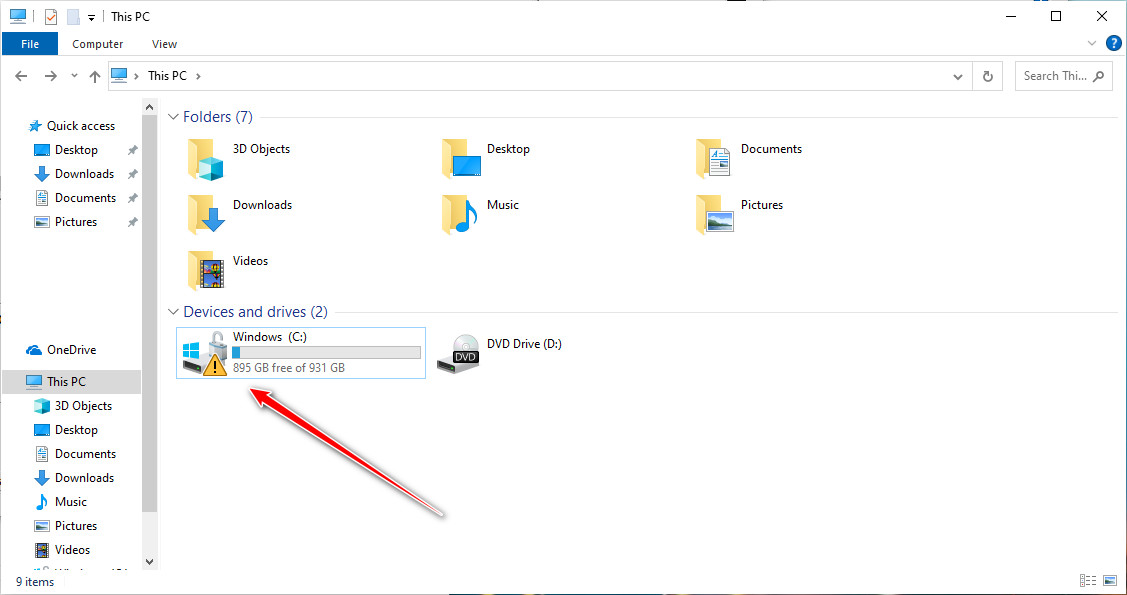 This PC
File Computer View
This PC
Search Thi...
Quick access
Desktop
Downloads
Documents
Pictures
OneDrive
This PC
3D Objects
Desktop
Documents
Downloads
Music
Pictures
Videos
Folders (7)
3D Objects
Desktop
Documents
Downloads
Music
Pictures
Videos
Devices and drives (2)
Windows (C:)
895 GB free of 931 GB
DVD
DVD Drive (D:)
9 items